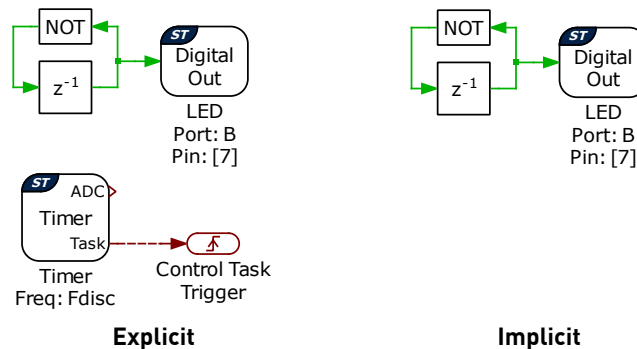 NOT
z-1
ST
Digital
Out
LED
Port: B
Pin: [7]
ST
ADC
Timer
Task
Timer
Freq: Fdisc
Control Task
Trigger
Explicit
NOT
z-1
ST
Digital
Out
LED
Port: B
Pin: [7]
Implicit